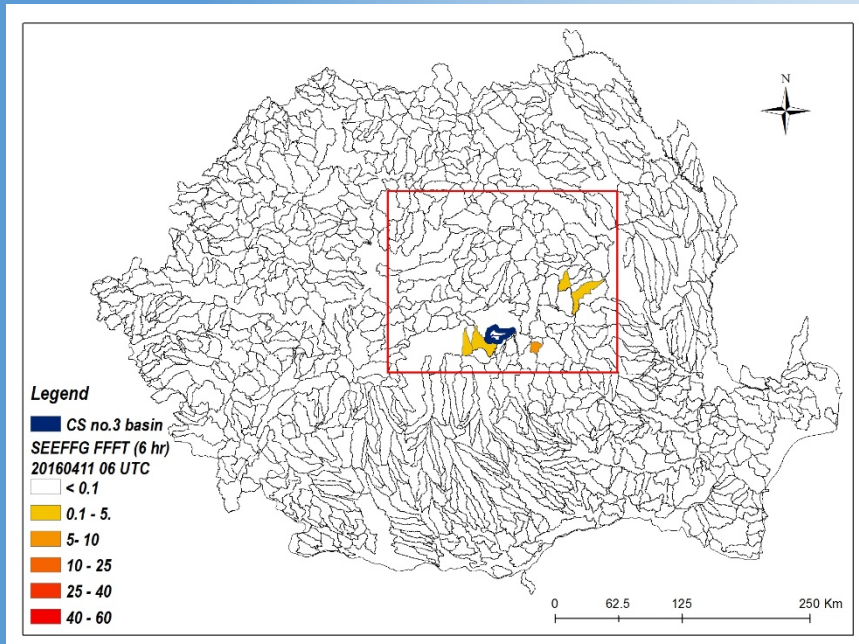 N
Legend
CS no.3 basin
SEEFFG FFFT (6 hr)
20160411 06 UTC
< 0.1
0.1 - 5.
5- 10
10 - 25
25 - 40
40 - 60
0 62.5 125 250 Km